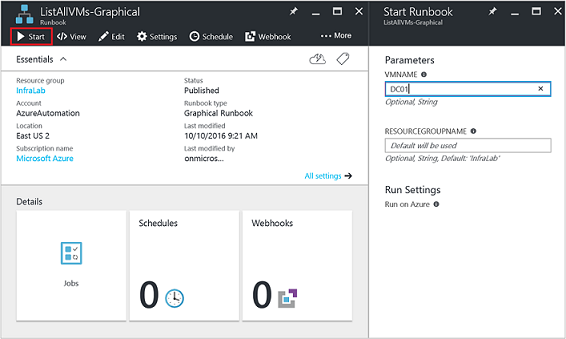 ListAllVMs-Graphical
Runbook
Start
View
Edit
Settings
Schedule
Webhook
More
Essentials
Resource group
InfraLab
Account
AzureAutomation
Location
East US 2
Subscription name
Microsoft Azure
Status
Published
Runbook type
Graphical Runbook
Last modified
10/10/2016 9:21 AM
Last modified by
onmicros...
All settings
Details
Jobs
Schedules
0
Webhooks
0
Start Runbook
ListAllVMs-Graphical
Parameters
VMNAME
DC01
Optional, String
RESOURCEGROUPNAME
Default will be used
Optional, String, Default: 'InfraLab'
Run Settings
Run on Azure